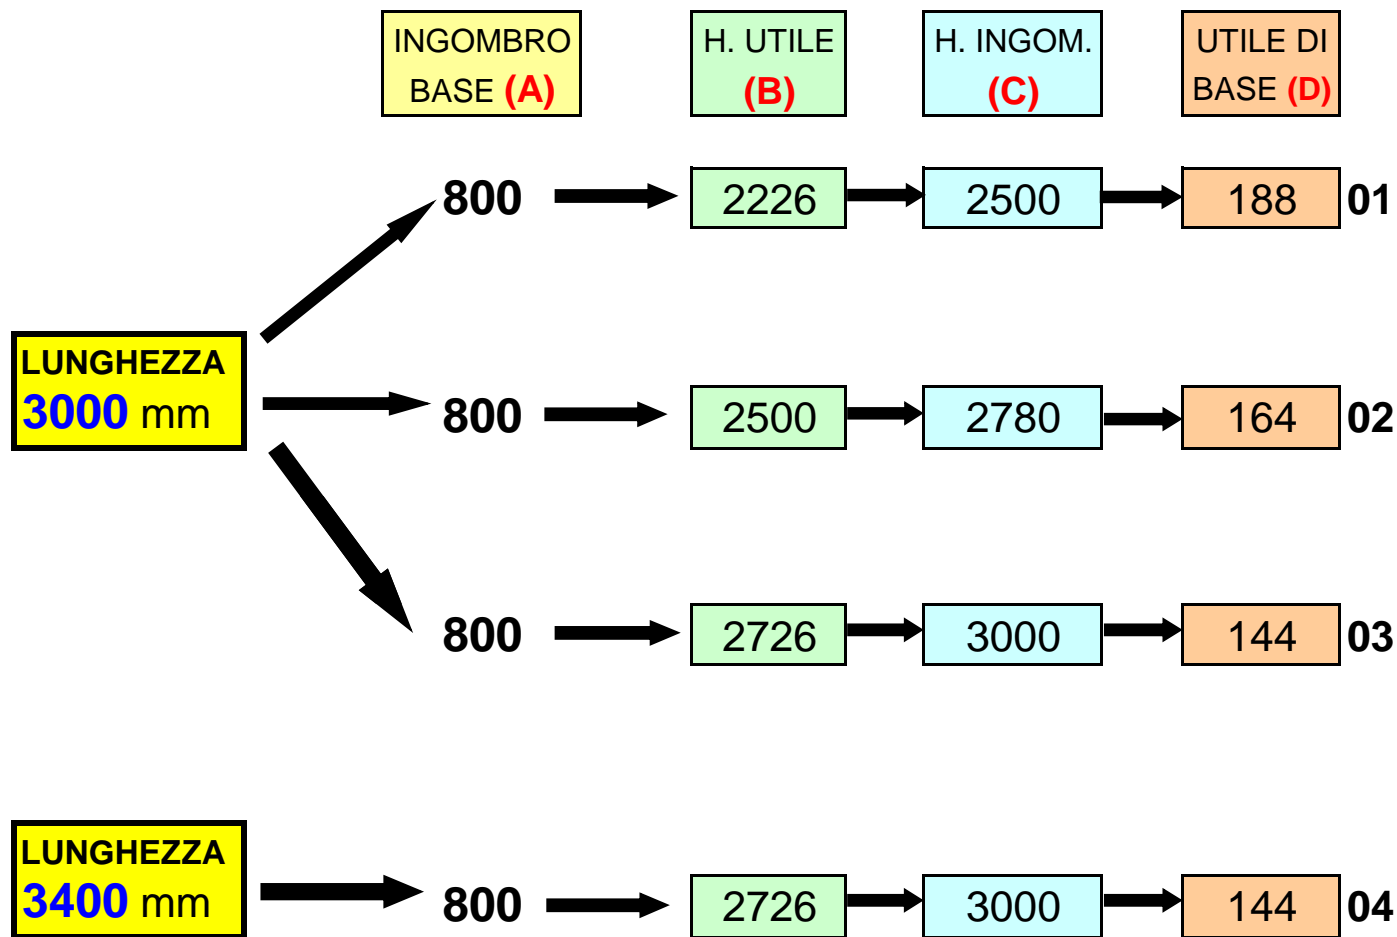 INGOMBRO
BASE (A)
H. UTILE
(B)
H. INGOM.
(C)
UTILE DI
BASE (D)
800 2226 2500 188 01
LUNGHEZZA
3000 mm
800 2500 2780 164 02
800 2726 3000 144 03
LUNGHEZZA
3400 mm
800 2726 3000 144 04